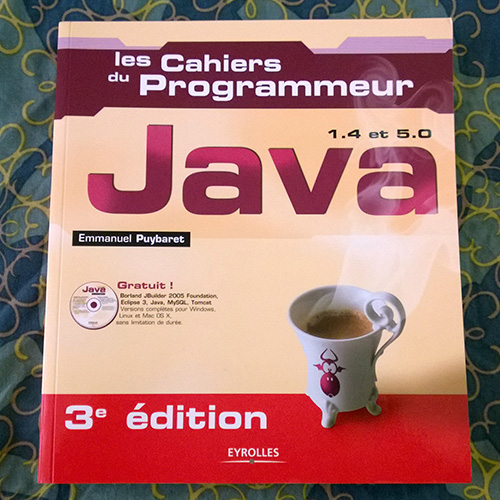 les Cahiers
du Programmeur
1.4 et 5.0
Java
Emmanuel Puybaret
Java
Gratuit !
Borland JBuilder 2005 Foundation,
Eclipse 3, Java, MySQL, Tomcat
Versions complètes pour Windows,
Linux et Mac OS X,
sans limitation de durée.
3e édition
EYROLLES